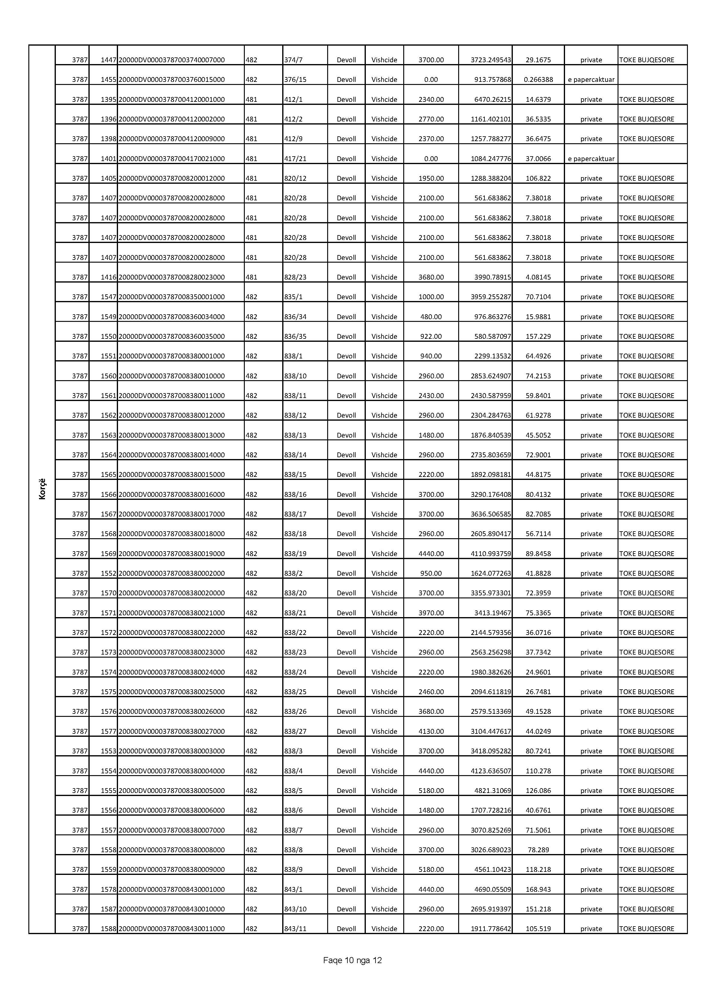 Korçë
3787 1447 20000DV00003787003740007000 482 374/7 Devoll Vishcide 3700.00 3723.249543 29.1675 private TOKE BUJQESORE
3787 1455 20000DV00003787003760015000 482 376/15 Devoll Vishcide 0.00 913.757868 0.266388 e papercaktuar
3787 1395 20000DV00003787004120001000 481 412/1 Devoll Vishcide 2340.00 6470.26215 14.6379 private TOKE BUJQESORE
3787 1396 20000DV00003787004120002000 481 412/2 Devoll Vishcide 2770.00 1161.402101 36.5335 private TOKE BUJQESORE
3787 1398 20000DV00003787004120009000 481 412/9 Devoll Vishcide 2370.00 1257.788277 36.6475 private TOKE BUJQESORE
3787 1401 20000DV00003787004170021000 481 417/21 Devoll Vishcide 0.00 1084.247776 37.0066 e papercaktuar
3787 1405 20000DV00003787008200012000 481 820/12 Devoll Vishcide 1950.00 1288.388204 106.822 private TOKE BUJQESORE
3787 1407 20000DV00003787008200028000 481 820/28 Devoll Vishcide 2100.00 561.683862 7.38018 private TOKE BUJQESORE
3787 1407 20000DV00003787008200028000 481 820/28 Devoll Vishcide 2100.00 561.683862 7.38018 private TOKE BUJQESORE
3787 1407 20000DV00003787008200028000 481 820/28 Devoll Vishcide 2100.00 561.683862 7.38018 private TOKE BUJQESORE
3787 1407 20000DV00003787008200028000 481 820/28 Devoll Vishcide 2100.00 561.683862 7.38018 private TOKE BUJQESORE
3787 1416 20000DV00003787008280023000 481 828/23 Devoll Vishcide 3680.00 3990.78915 4.08145 private TOKE BUJQESORE
3787 1547 20000DV00003787008350001000 482 835/1 Devoll Vishcide 1000.00 3959.255287 70.7104 private TOKE BUJQESORE
3787 1549 20000DV00003787008360034000 482 836/34 Devoll Vishcide 480.00 976.863276 15.9881 private TOKE BUJQESORE
3787 1550 20000DV00003787008360035000 482 836/35 Devoll Vishcide 922.00 580.587097 157.229 private TOKE BUJQESORE
3787 1551 20000DV00003787008380001000 482 838/1 Devoll Vishcide 940.00 2299.13532 64.4926 private TOKE BUJQESORE
3787 1560 20000DV00003787008380010000 482 838/10 Devoll Vishcide 2960.00 2853.624907 74.2153 private TOKE BUJQESORE
3787 1561 20000DV00003787008380011000 482 838/11 Devoll Vishcide 2430.00 2430.587959 59.8401 private TOKE BUJQESORE
3787 1562 20000DV00003787008380012000 482 838/12 Devoll Vishcide 2960.00 2304.284763 61.9278 private TOKE BUJQESORE
3787 1563 20000DV00003787008380013000 482 838/13 Devoll Vishcide 1480.00 1876.840539 45.5052 private TOKE BUJQESORE
3787 1564 20000DV00003787008380014000 482 838/14 Devoll Vishcide 2960.00 2735.803659 72.9001 private TOKE BUJQESORE
3787 1565 20000DV00003787008380015000 482 838/15 Devoll Vishcide 2220.00 1892.098181 44.8175 private TOKE BUJQESORE
3787 1566 20000DV00003787008380016000 482 838/16 Devoll Vishcide 3700.00 3290.176408 80.4132 private TOKE BUJQESORE
3787 1567 20000DV00003787008380017000 482 838/17 Devoll Vishcide 3700.00 3636.506585 82.7085 private TOKE BUJQESORE
3787 1568 20000DV00003787008380018000 482 838/18 Devoll Vishcide 2960.00 2605.890417 56.7114 private TOKE BUJQESORE
3787 1569 20000DV00003787008380019000 482 838/19 Devoll Vishcide 4440.00 4110.993759 89.8458 private TOKE BUJQESORE
3787 1552 20000DV00003787008380002000 482 838/2 Devoll Vishcide 950.00 1624.077263 41.8828 private TOKE BUJQESORE
3787 1570 20000DV00003787008380020000 482 838/20 Devoll Vishcide 3700.00 3355.973301 72.3959 private TOKE BUJQESORE
3787 1571 20000DV00003787008380021000 482 838/21 Devoll Vishcide 3970.00 3413.19467 75.3365 private TOKE BUJQESORE
3787 1572 20000DV00003787008380022000 482 838/22 Devoll Vishcide 2220.00 2144.579356 36.0716 private TOKE BUJQESORE
3787 1573 20000DV00003787008380023000 482 838/23 Devoll Vishcide 2960.00 2563.256298 37.7342 private TOKE BUJQESORE
3787 1574 20000DV00003787008380024000 482 838/24 Devoll Vishcide 2220.00 1980.382626 24.9601 private TOKE BUJQESORE
3787 1575 20000DV00003787008380025000 482 838/25 Devoll Vishcide 2460.00 2094.611819 26.7481 private TOKE BUJQESORE
3787 1576 20000DV00003787008380026000 482 838/26 Devoll Vishcide 3680.00 2579.513369 49.1528 private TOKE BUJQESORE
3787 1577 20000DV00003787008380027000 482 838/27 Devoll Vishcide 4130.00 3104.447617 44.0249 private TOKE BUJQESORE
3787 1553 20000DV00003787008380003000 482 838/3 Devoll Vishcide 3700.00 3418.095282 80.7241 private TOKE BUJQESORE
3787 1554 20000DV00003787008380004000 482 838/4 Devoll Vishcide 4440.00 4123.636507 110.278 private TOKE BUJQESORE
3787 1555 20000DV00003787008380005000 482 838/5 Devoll Vishcide 5180.00 4821.31069 126.086 private TOKE BUJQESORE
3787 1556 20000DV00003787008380006000 482 838/6 Devoll Vishcide 1480.00 1707.728216 40.6761 private TOKE BUJQESORE
3787 1557 20000DV00003787008380007000 482 838/7 Devoll Vishcide 2960.00 3070.825269 71.5061 private TOKE BUJQESORE
3787 1558 20000DV00003787008380008000 482 838/8 Devoll Vishcide 3700.00 3026.689023 78.289 private TOKE BUJQESORE
3787 1559 20000DV00003787008380009000 482 838/9 Devoll Vishcide 5180.00 4561.10423 118.218 private TOKE BUJQESORE
3787 1578 20000DV00003787008430001000 482 843/1 Devoll Vishcide 4440.00 4690.05509 168.943 private TOKE BUJQESORE
3787 1587 20000DV00003787008430010000 482 843/10 Devoll Vishcide 2960.00 2695.919397 151.218 private TOKE BUJQESORE
3787 1588 20000DV00003787008430011000 482 843/11 Devoll Vishcide 2220.00 1911.778642 105.519 private TOKE BUJQESORE
Faqe 10 nga 12